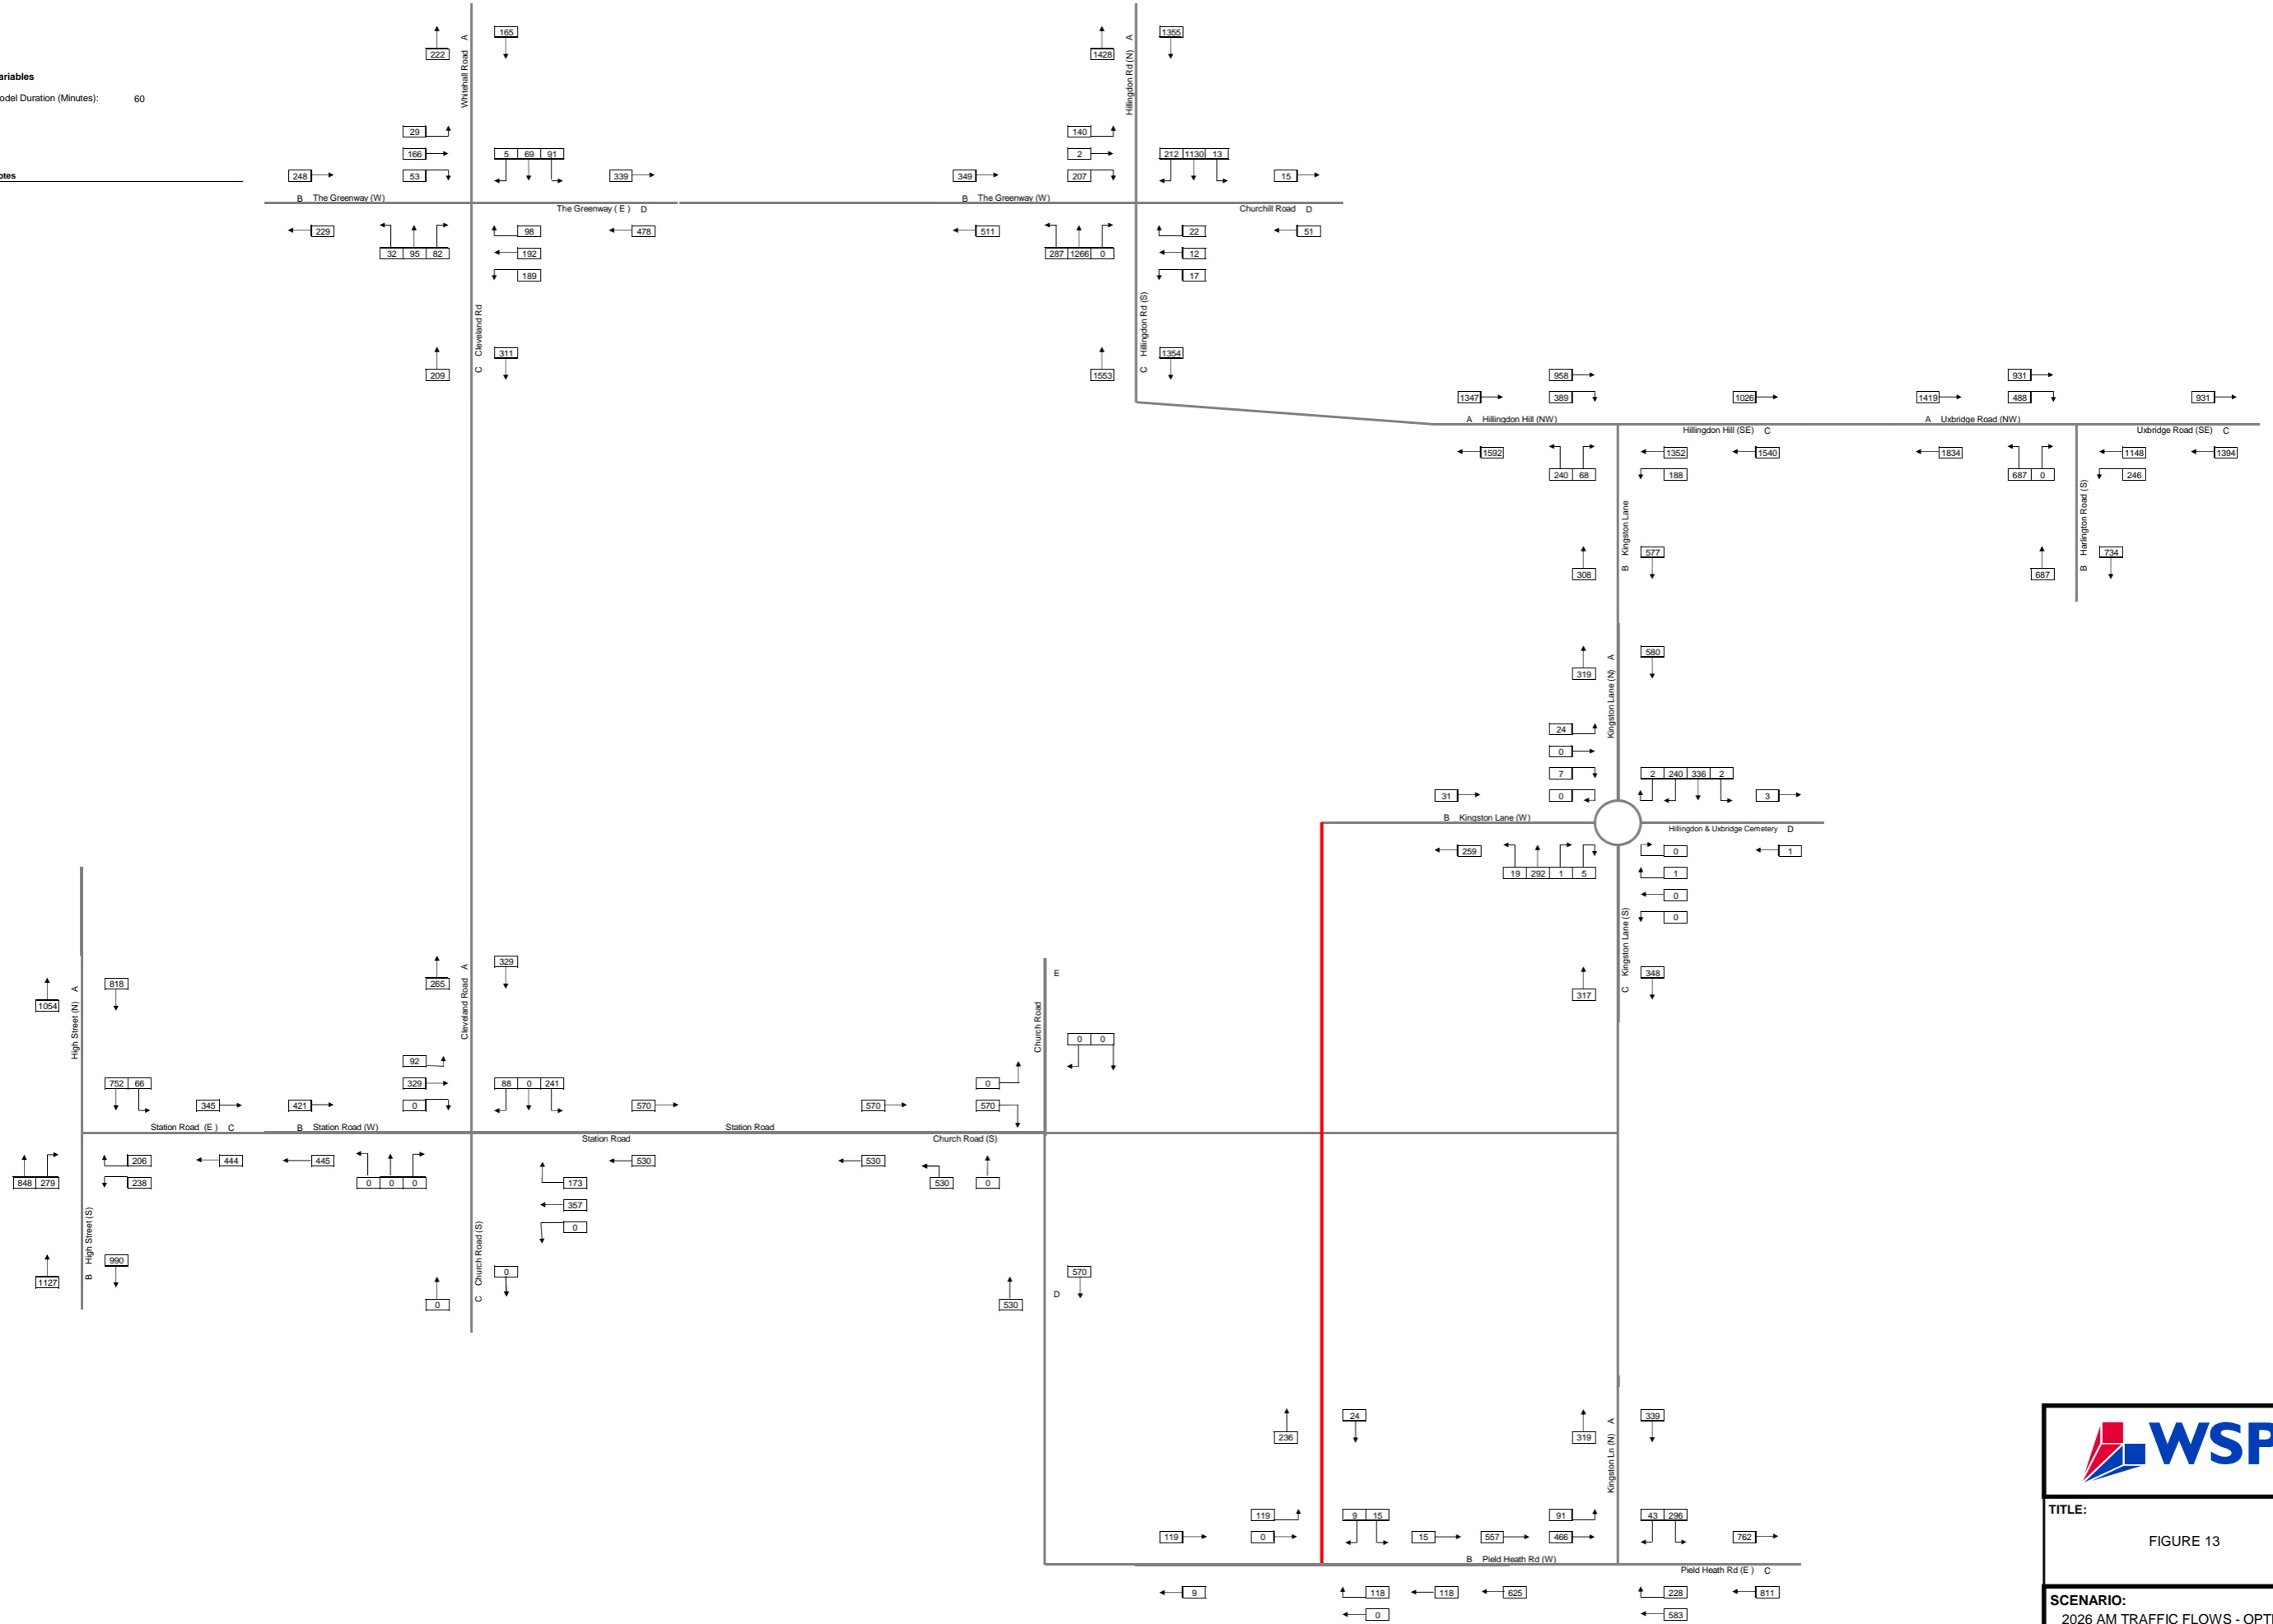 165
222
Whitehall Road A
1355
1428
Hillingdon Rd (N) A
ariables
odel Duration (Minutes): 60
29
166
248 53
5 69 91
339
140
2
349 207
212 1130 13
15
otes
B The Greenway (W)
The Greenway ( E ) D
B The Greenway (W)
Churchill Road D
229
32 95 82
98 478
192
189
511
287 1266 0
22 51
12
17
C Cleveland Rd
C Hillingdon Rd (S)
311
209
1354
1553
958
1347 389
1026
931
1419 488
931
A Hillingdon Hill (NW)
Hillingdon Hill (SE) C
A Uxbridge Road (NW)
Uxbridge Road (SE) C
1592
240 68
1352 1540
188
1834
687 0
1148 1394
246
B Kingston Lane
B Harlington Road (S)
577
308
734
687
580
319
Kingston Lane (N) A
24
0
7
31 0
2 240 336 2
3
B Kingston Lane (W)
Hillingdon & Uxbridge Cemetery D
259
19 292 1 5
0 1
1
0
0
C Kingston Lane (S)
348
317
818
1054
High Street (N) A
329
265
Cleveland Road A
E
Church Road
0 0
752 66
345
92
329
421 0
88 0 241
570
570
0
570
Station Road (E ) C
B Station Road (W)
Station Road
Station Road
Church Road (S)
848 279
206 444
238
445
0 0 0
173
357
0
530
530
530 0
B High Street (S)
990
1127
C Church Road (S)
0
0
D
570
530
24
236
339
319
Kingston Ln (N) A
119
119 0
9 15
15 557
91
466
43 296
762
B Pield Heath Rd (W)
Pield Heath Rd (E ) C
9
118 118 625
0
228 811
583
WSP
TITLE:
FIGURE 13
SCENARIO: